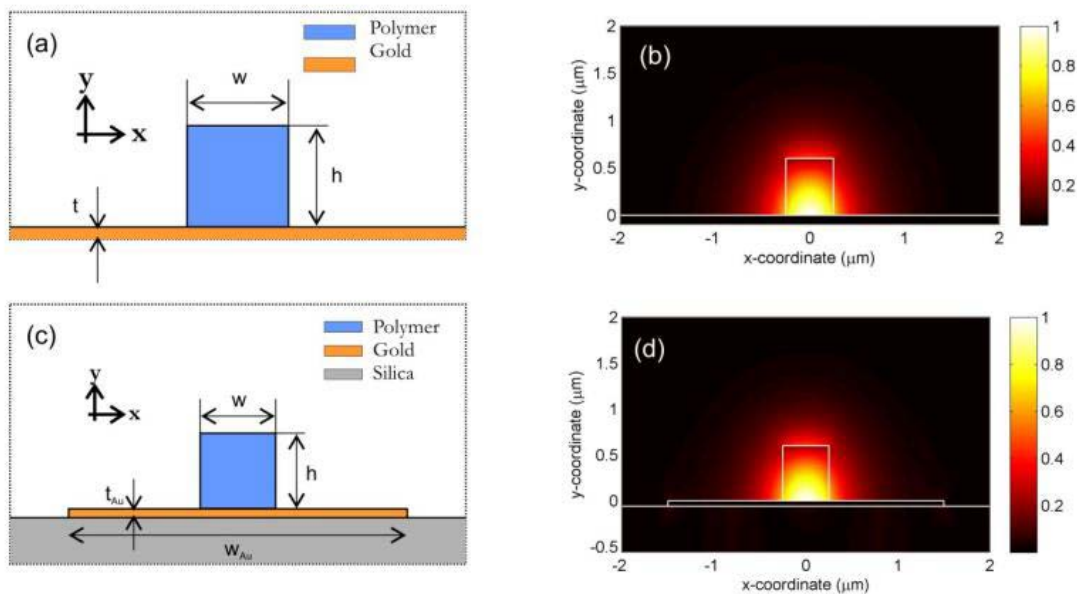 (a)
Polymer
Gold
y
x
w
h
t
(b)
2
1.5
1
0.5
0
-2
-1
0
1
2
y-coordinate (μm)
x-coordinate (μm)
1
0.8
0.6
0.4
0.2
(c)
Polymer
Gold
Silica
y
x
w
h
tAu
wAu
(d)
2
1.5
1
0.5
0
-0.5
-2
-1
0
1
2
y-coordinate (μm)
x-coordinate (μm)
1
0.8
0.6
0.4
0.2